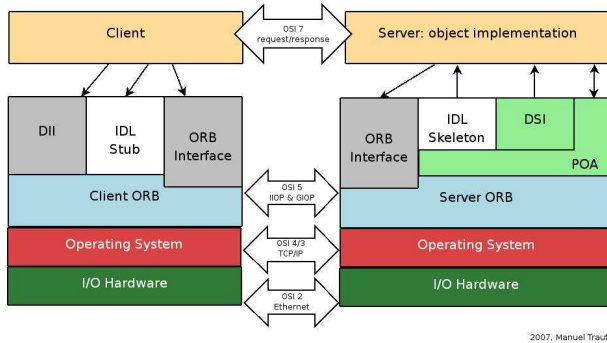 Client
OSI 7
request/response
Server: object implementation
DII
IDL
Stub
ORB
Interface
ORB
Interface
IDL
Skeleton
DSI
POA
Client ORB
OSI 5
IIOP & GIOP
Server ORB
Operating System
OSI 4/3
TCP/IP
Operating System
I/O Hardware
OSI 2
Ethernet
I/O Hardware
2007, Manuel